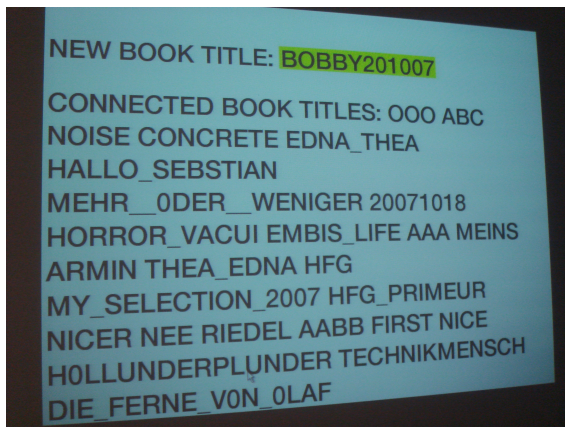 NEW BOOK TITLE: BOBBY201007
CONNECTED BOOK TITLES: OOO ABC
NOISE CONCRETE EDNA_THEA
HALLO_SEBSTIAN
MEHR__0DER__WENIGER 20071018
HORROR_VACUI EMBIS_LIFE AAA MEINS
ARMIN THEA_EDNA HFG
MY_SELECTION_2007 HFG_PRIMEUR
NICER NEE RIEDEL AABB FIRST NICE
H0LLUNDERPLUNDER TECHNIKMENSCH
DIE_FERNE_V0N_0LAF